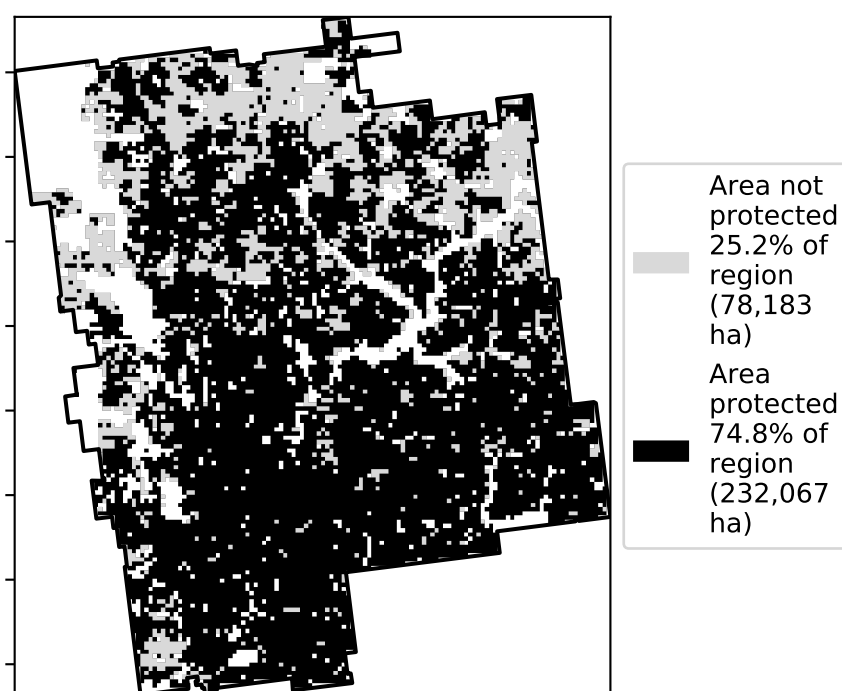 Area not
protected
25.2% of
region
(78,183
ha)
Area
protected
74.8% of
region
(232,067
ha)